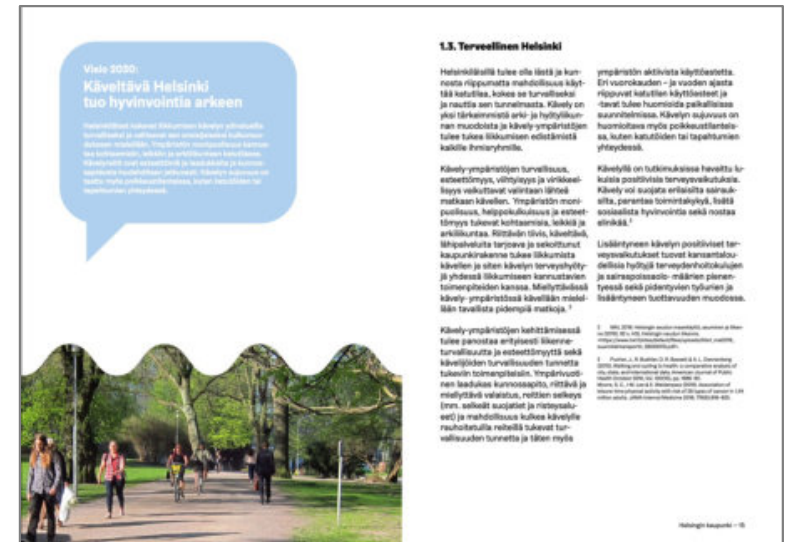 Visio 2030:
Käveltävä Helsinki
tuo hyvinvointia arkeen
1.3. Terveellinen Helsinki
Helsinkiläisillä tulee olla iästä ja kun-
nosta riippumatta mahdollisuus käyt-
tää katutilaa, kokea se turvalliseksi
ja nauttia sen tunnelmasta. Kävely on
yksi tärkeimmistä arki- ja hyötyliikun-
nan muodoista ja kävely-ympäristöjen
tulee tukea liikkumisen edistämistä
kaikille ihmisryhmille.
Kävely-ympäristöjen turvallisuus,
esteettömyys, viihtyisyys ja virikkeel-
lisyys vaikuttavat valintaan lähteä
matkaan kävellen. Ympäristön moni-
puolisuus, helppokulkuisuus ja esteet-
tömyys tukevat kohtaamisia, leikkiä ja
arkiliikuntaa. Riittävän tiivis, käveltävä,
lähipalveluita tarjoava ja sekoittunut
kaupunkirakenne tukee liikkumista
kävellen ja siten kävelyn terveyshyöty-
jä yhdessä liikkumiseen kannustavien
toimenpiteiden kanssa. Miellyttävässä
kävely-ympäristössä kävellään mielel-
lään tavallista pidempiä matkoja.
Kävely-ympäristöjen kehittämisessä
tulee panostaa erityisesti liikenne-
turvallisuutta ja esteettömyyttä sekä
kävelijöiden turvallisuuden tunnetta
tukeviin toimenpiteisiin. Ympärivuoti-
nen laadukas kunnossapito, riittävä ja
miellyttävä valaistus, reittien selkeys
(mm. selkeät suojatiet ja risteysalu-
eet) ja mahdollisuus kulkea kävelylle
rauhoitetuilla reiteillä tukevat tur-
vallisuuden tunnetta ja täten myös
ympäristön aktiivista käyttöastetta.
Eri vuorokauden – ja vuoden ajasta
riippuvat katutilan käyttöasteet ja
-tavat tulee huomioida paikallisissa
suunnitelmissa. Kävelyn sujuvuus on
huomioitava myös poikkeustilanteis-
sa, kuten katutöiden tai tapahtumien
yhteydessä.
Kävelyllä on tutkimuksissa havaittu lu-
kuisia positiivisia terveysvaikutuksia.
Kävely voi suojata erilaisilta sairauk-
silta, parantaa toimintakykyä, lisätä
sosiaalista hyvinvointia sekä nostaa
elinikää.
Lisääntyneen kävelyn positiiviset ter-
veysvaikutukset tuovat kansantalou-
dellisia hyötyjä terveydenhoitokulujen
ja sairaspoissaolo- määrien pienen-
tyessä sekä pidentyvien työurien ja
lisääntyneen tuottavuuden muodossa.
Helsingin kaupunki – 15